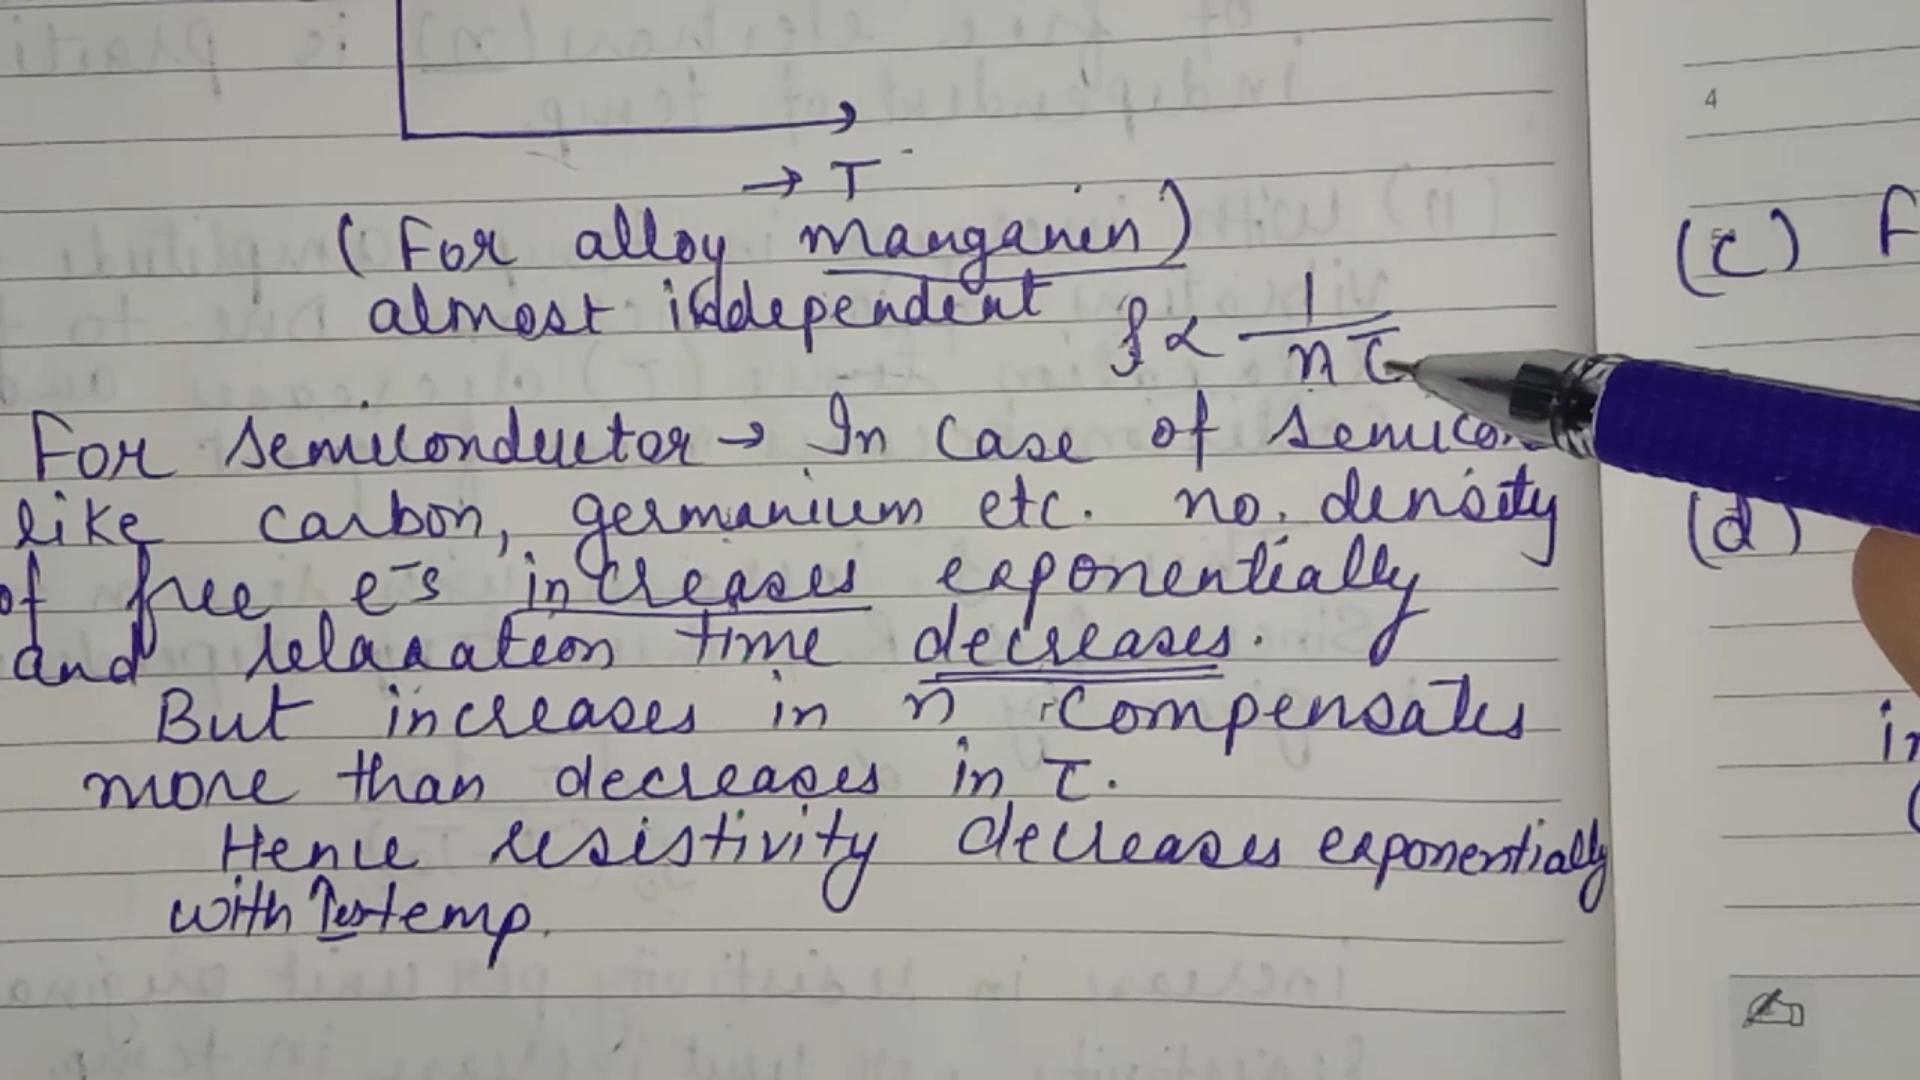 → T
(For alloy manganin)
almost independent ρ ∝ 1/nτ
For semiconductor → In case of semicon
like carbon, germanium etc. no. density
of free e⁻s increases exponentially
and relaxation time decreases.
But increases in n compensates
more than decreases in τ.
Hence resistivity decreases exponentially
with temp.
4
(c) F
(d)
in
(